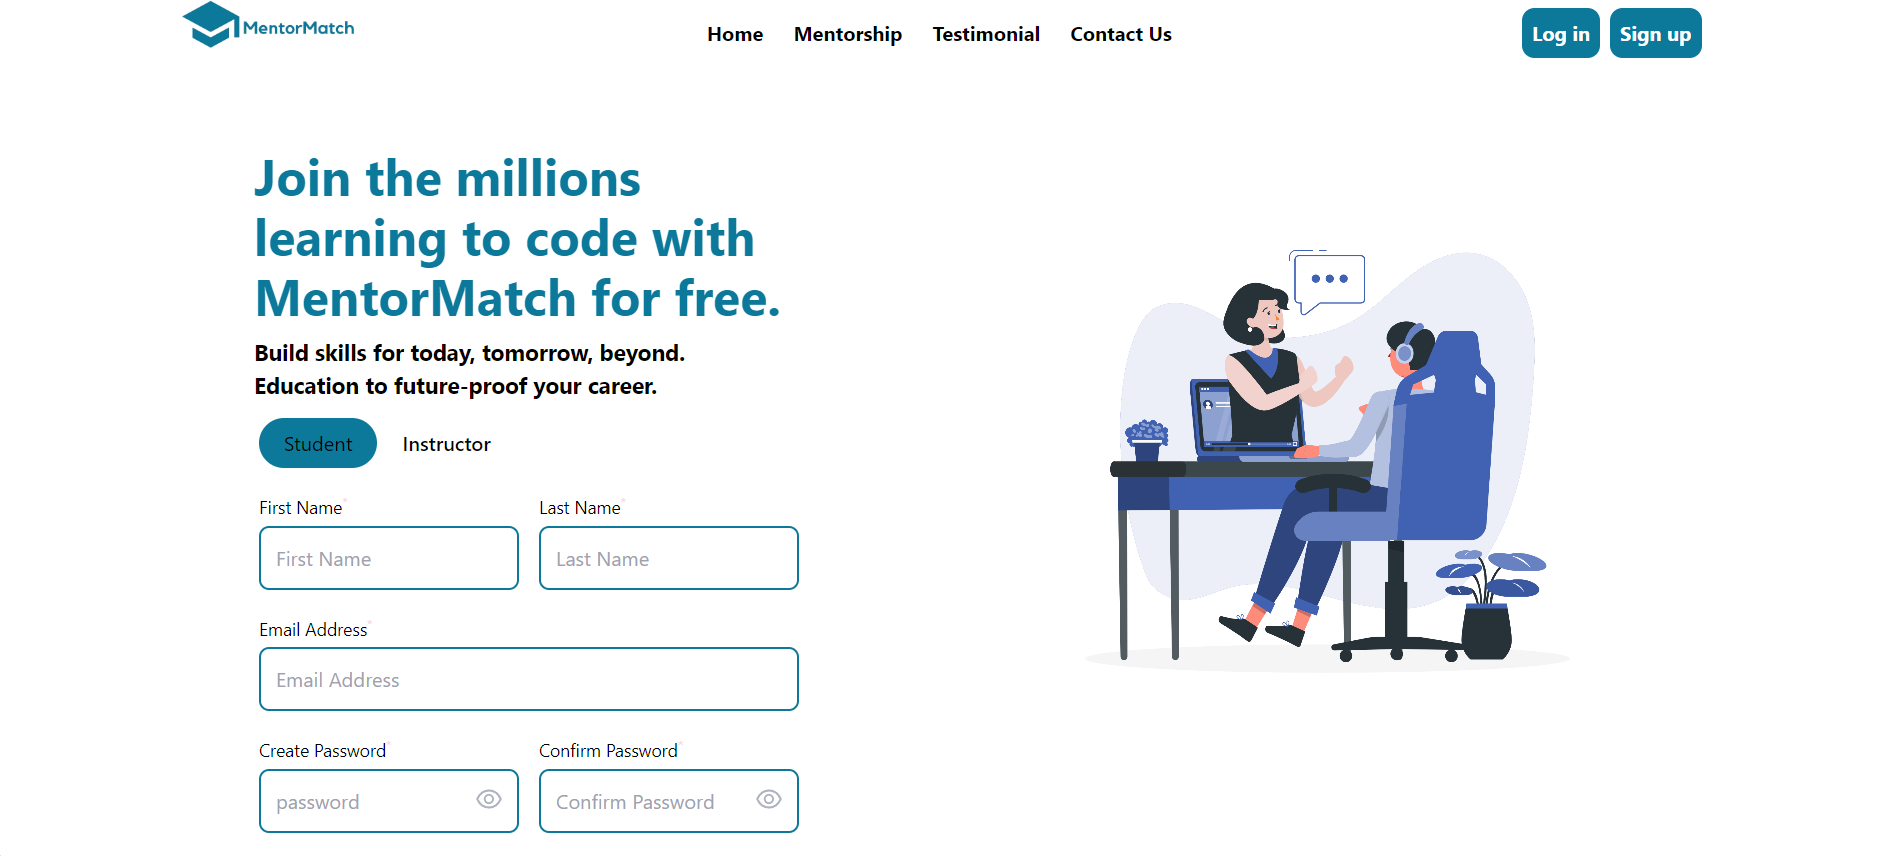 MentorMatch
Home Mentorship Testimonial Contact Us
Log in Sign up
Join the millions
learning to code with
MentorMatch for free.
Build skills for today, tomorrow, beyond.
Education to future-proof your career.
Student Instructor
First Name* Last Name*
First Name Last Name
Email Address*
Email Address
Create Password* Confirm Password*
password Confirm Password